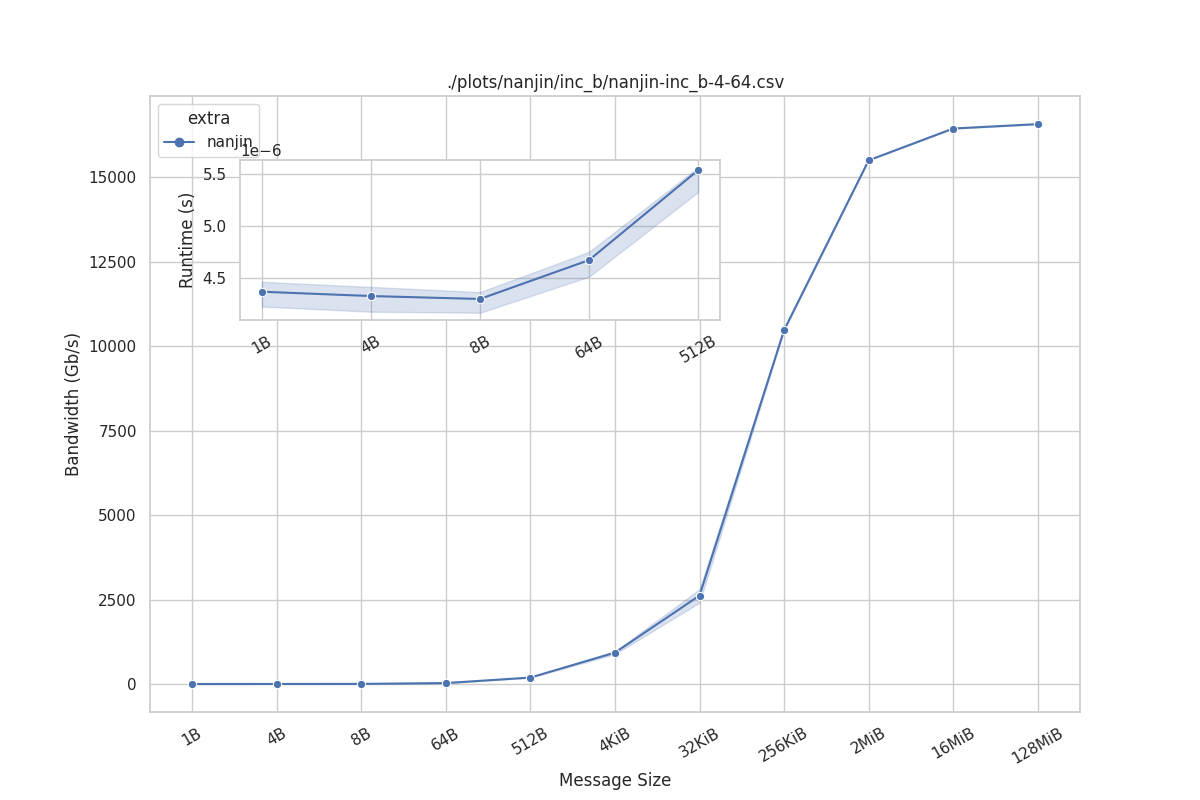 ./plots/nanjin/inc_b/nanjin-inc_b-4-64.csv
extra
nanjin
1e−6
5.5
5.0
4.5
Runtime (s)
1B 4B 8B 64B 512B
15000
12500
10000
7500
5000
2500
0
Bandwidth (Gb/s)
1B 4B 8B 64B 512B 4KiB 32KiB 256KiB 2MiB 16MiB 128MiB
Message Size